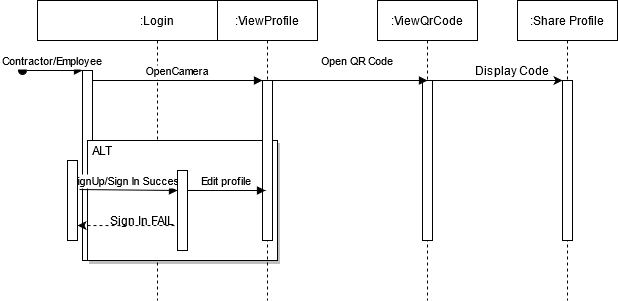 :Login
:ViewProfile
:ViewQrCode
:Share Profile
Contractor/Employee
OpenCamera
Open QR Code
Display Code
ALT
ignUp/Sign In Succes
Edit profile
Sign In FAIL